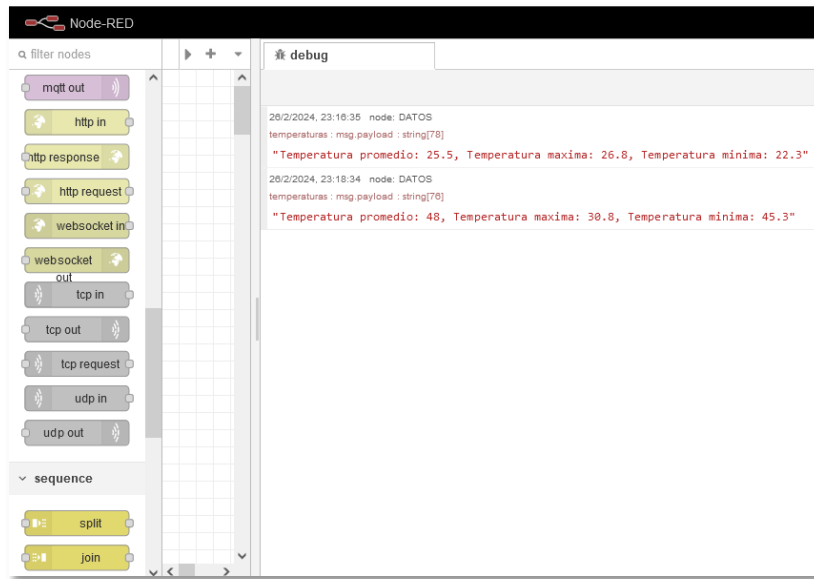 Node-RED
filter nodes
debug
mqtt out
http in
http response
http request
websocket in
websocket
out
tcp in
tcp out
tcp request
udp in
udp out
sequence
split
join
26/2/2024, 23:16:35 node: DATOS
temperaturas : msg.payload : string[78]
"Temperatura promedio: 25.5, Temperatura maxima: 26.8, Temperatura minima: 22.3"
26/2/2024, 23:18:34 node: DATOS
temperaturas : msg.payload : string[76]
"Temperatura promedio: 48, Temperatura maxima: 30.8, Temperatura minima: 45.3"